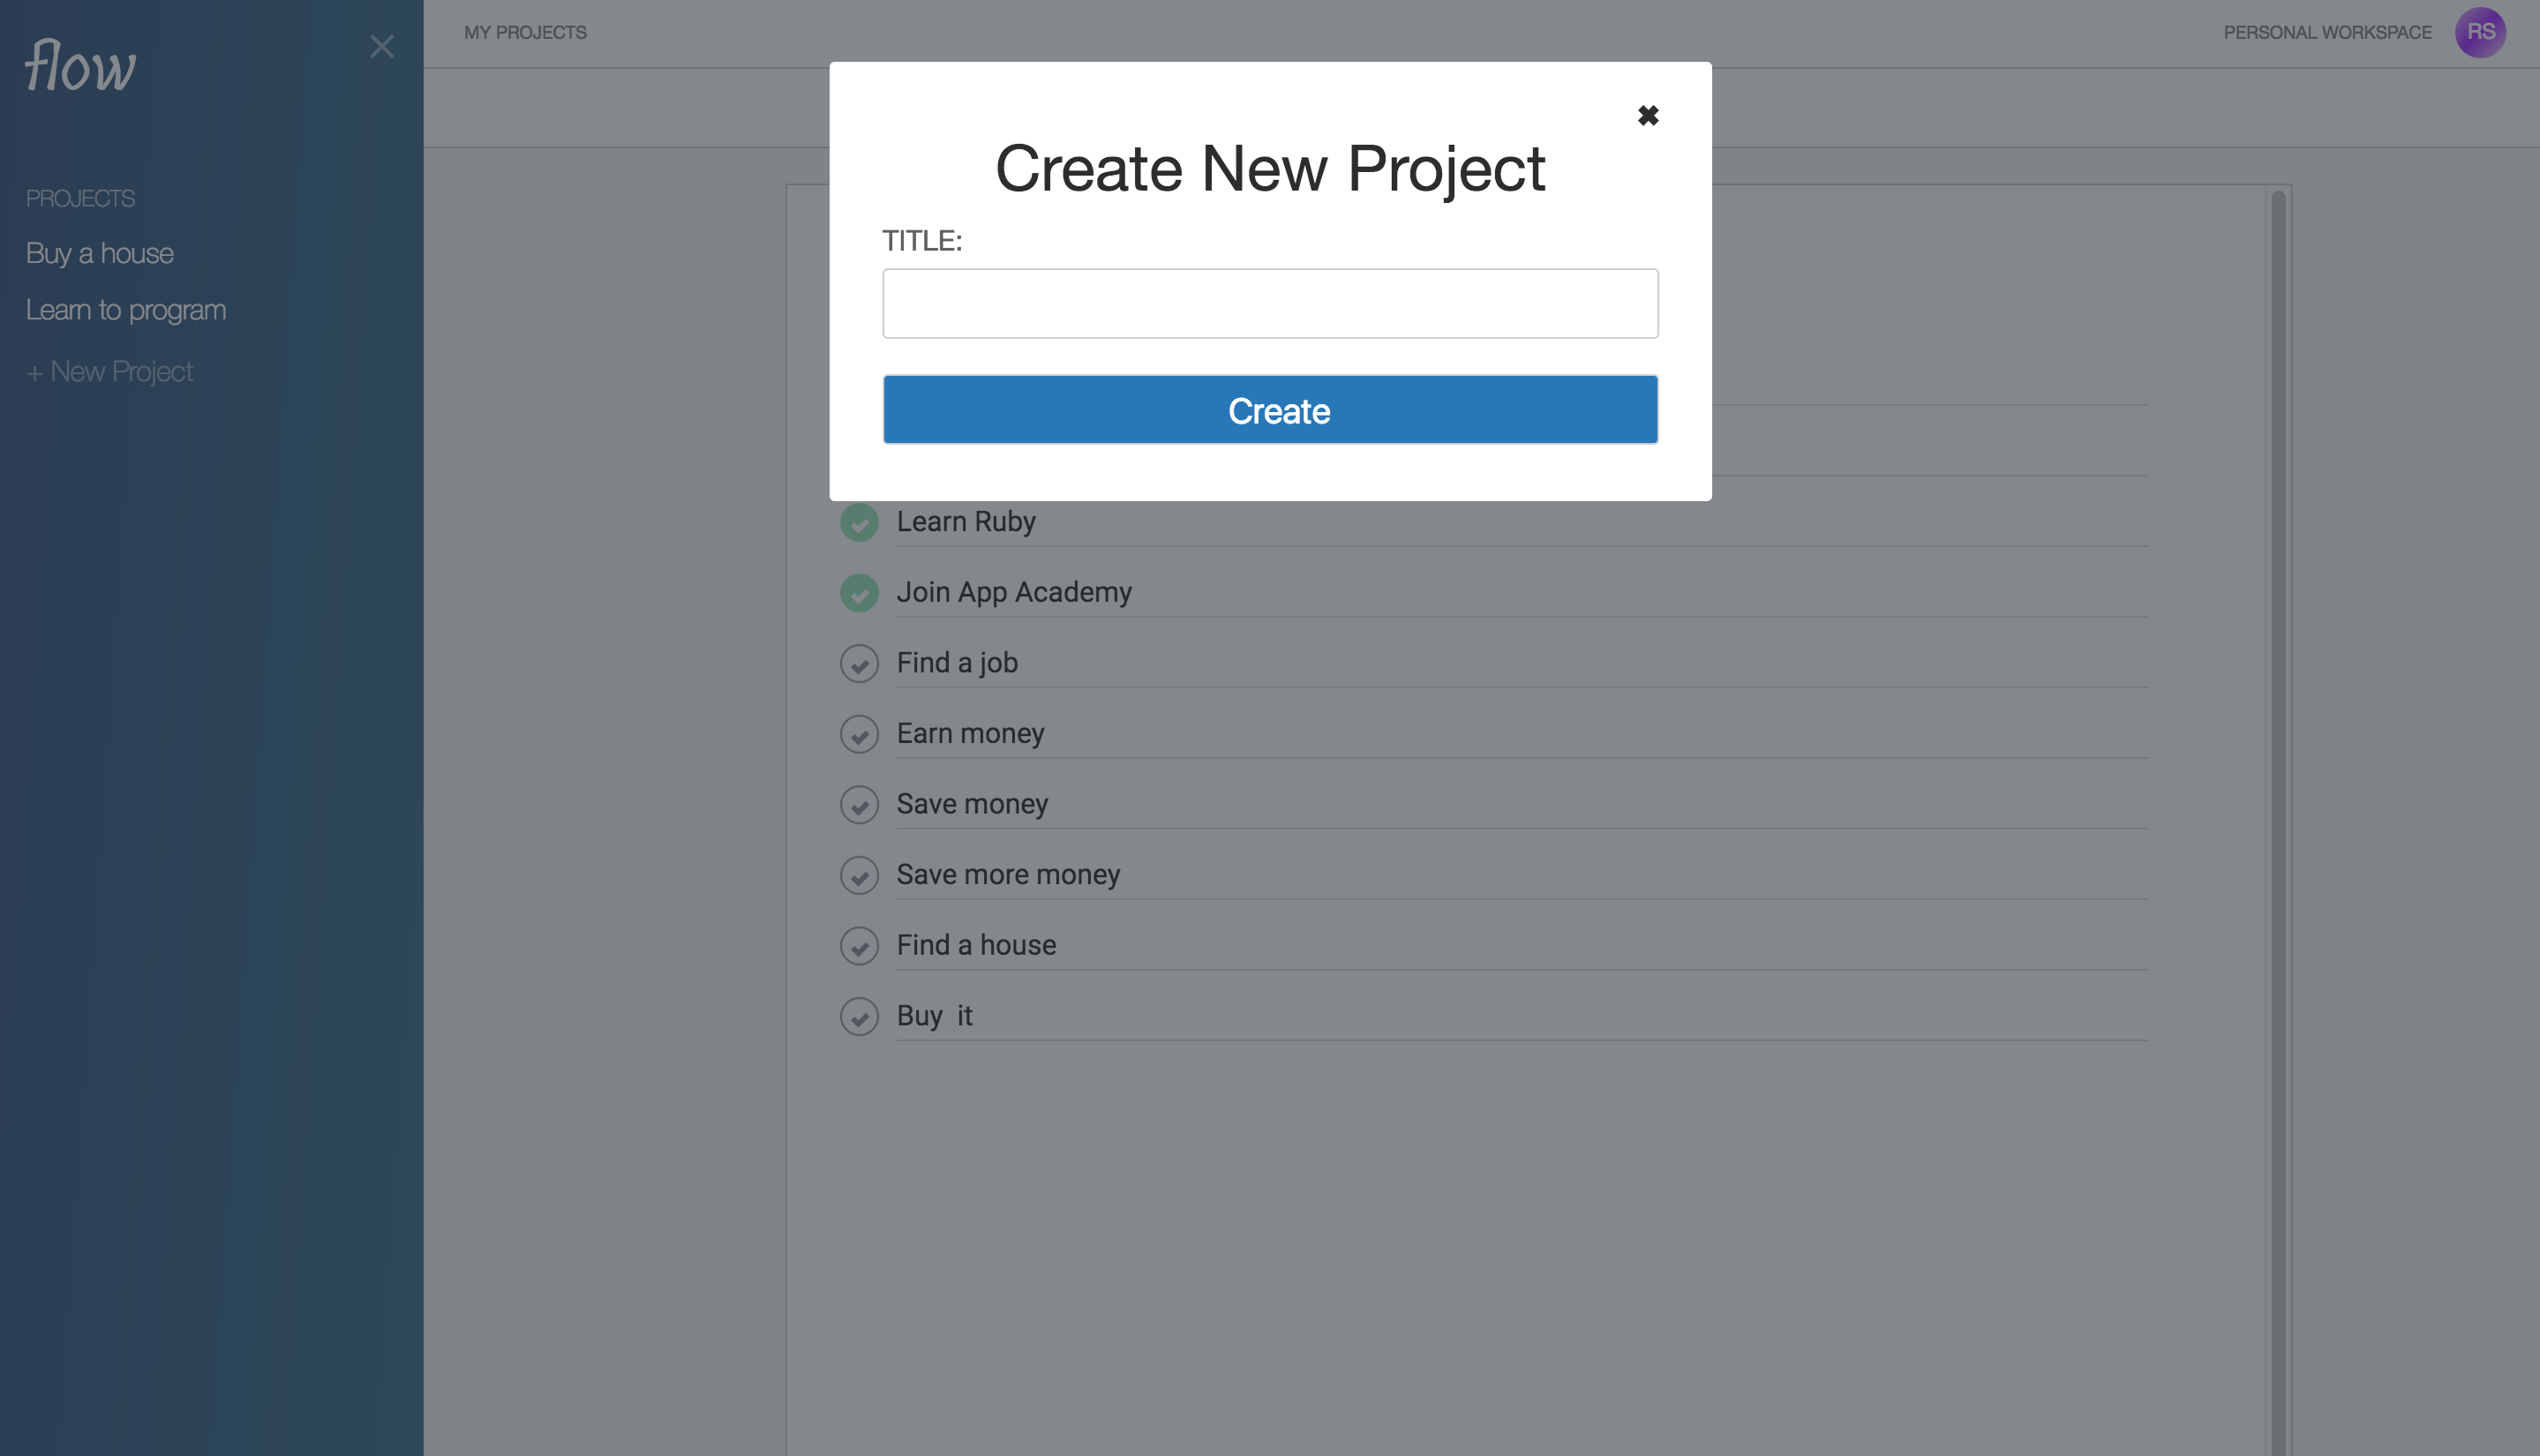 flow
PROJECTS
Buy a house
Learn to program
+ New Project
MY PROJECTS
PERSONAL WORKSPACE
RS
Create New Project
TITLE:
Create
Learn Ruby
Join App Academy
Find a job
Earn money
Save money
Save more money
Find a house
Buy  it